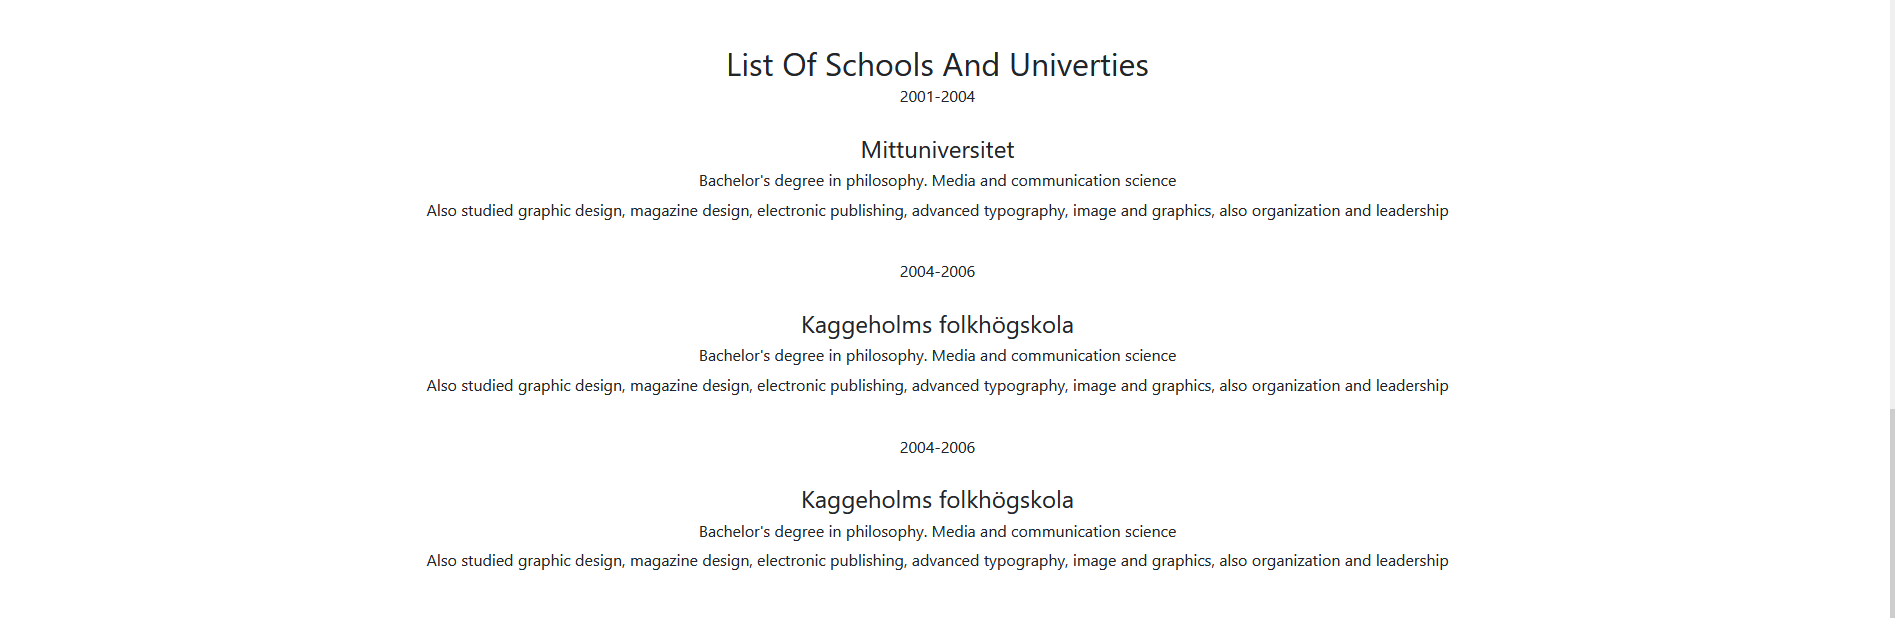 List Of Schools And Univerties
2001-2004
Mittuniversitet
Bachelor's degree in philosophy. Media and communication science
Also studied graphic design, magazine design, electronic publishing, advanced typography, image and graphics, also organization and leadership
2004-2006
Kaggeholms folkhögskola
Bachelor's degree in philosophy. Media and communication science
Also studied graphic design, magazine design, electronic publishing, advanced typography, image and graphics, also organization and leadership
2004-2006
Kaggeholms folkhögskola
Bachelor's degree in philosophy. Media and communication science
Also studied graphic design, magazine design, electronic publishing, advanced typography, image and graphics, also organization and leadership